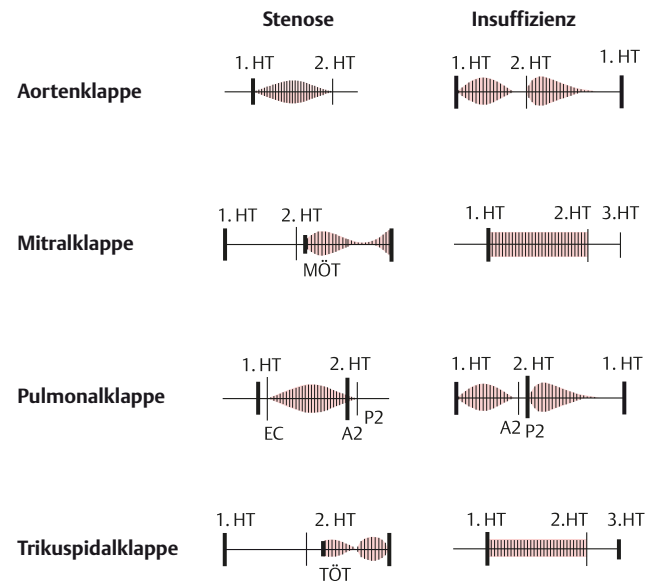 Stenose Insuffizienz
Aortenklappe 1. HT 2. HT 1. HT 2. HT 1. HT
Mitralklappe 1. HT 2. HT 1. HT 2.HT 3.HT
MÖT
Pulmonalklappe 1. HT 2. HT 1. HT 2. HT 1. HT
EC A2 P2 A2 P2
Trikuspidalklappe 1. HT 2. HT 1. HT 2.HT 3.HT
TÖT